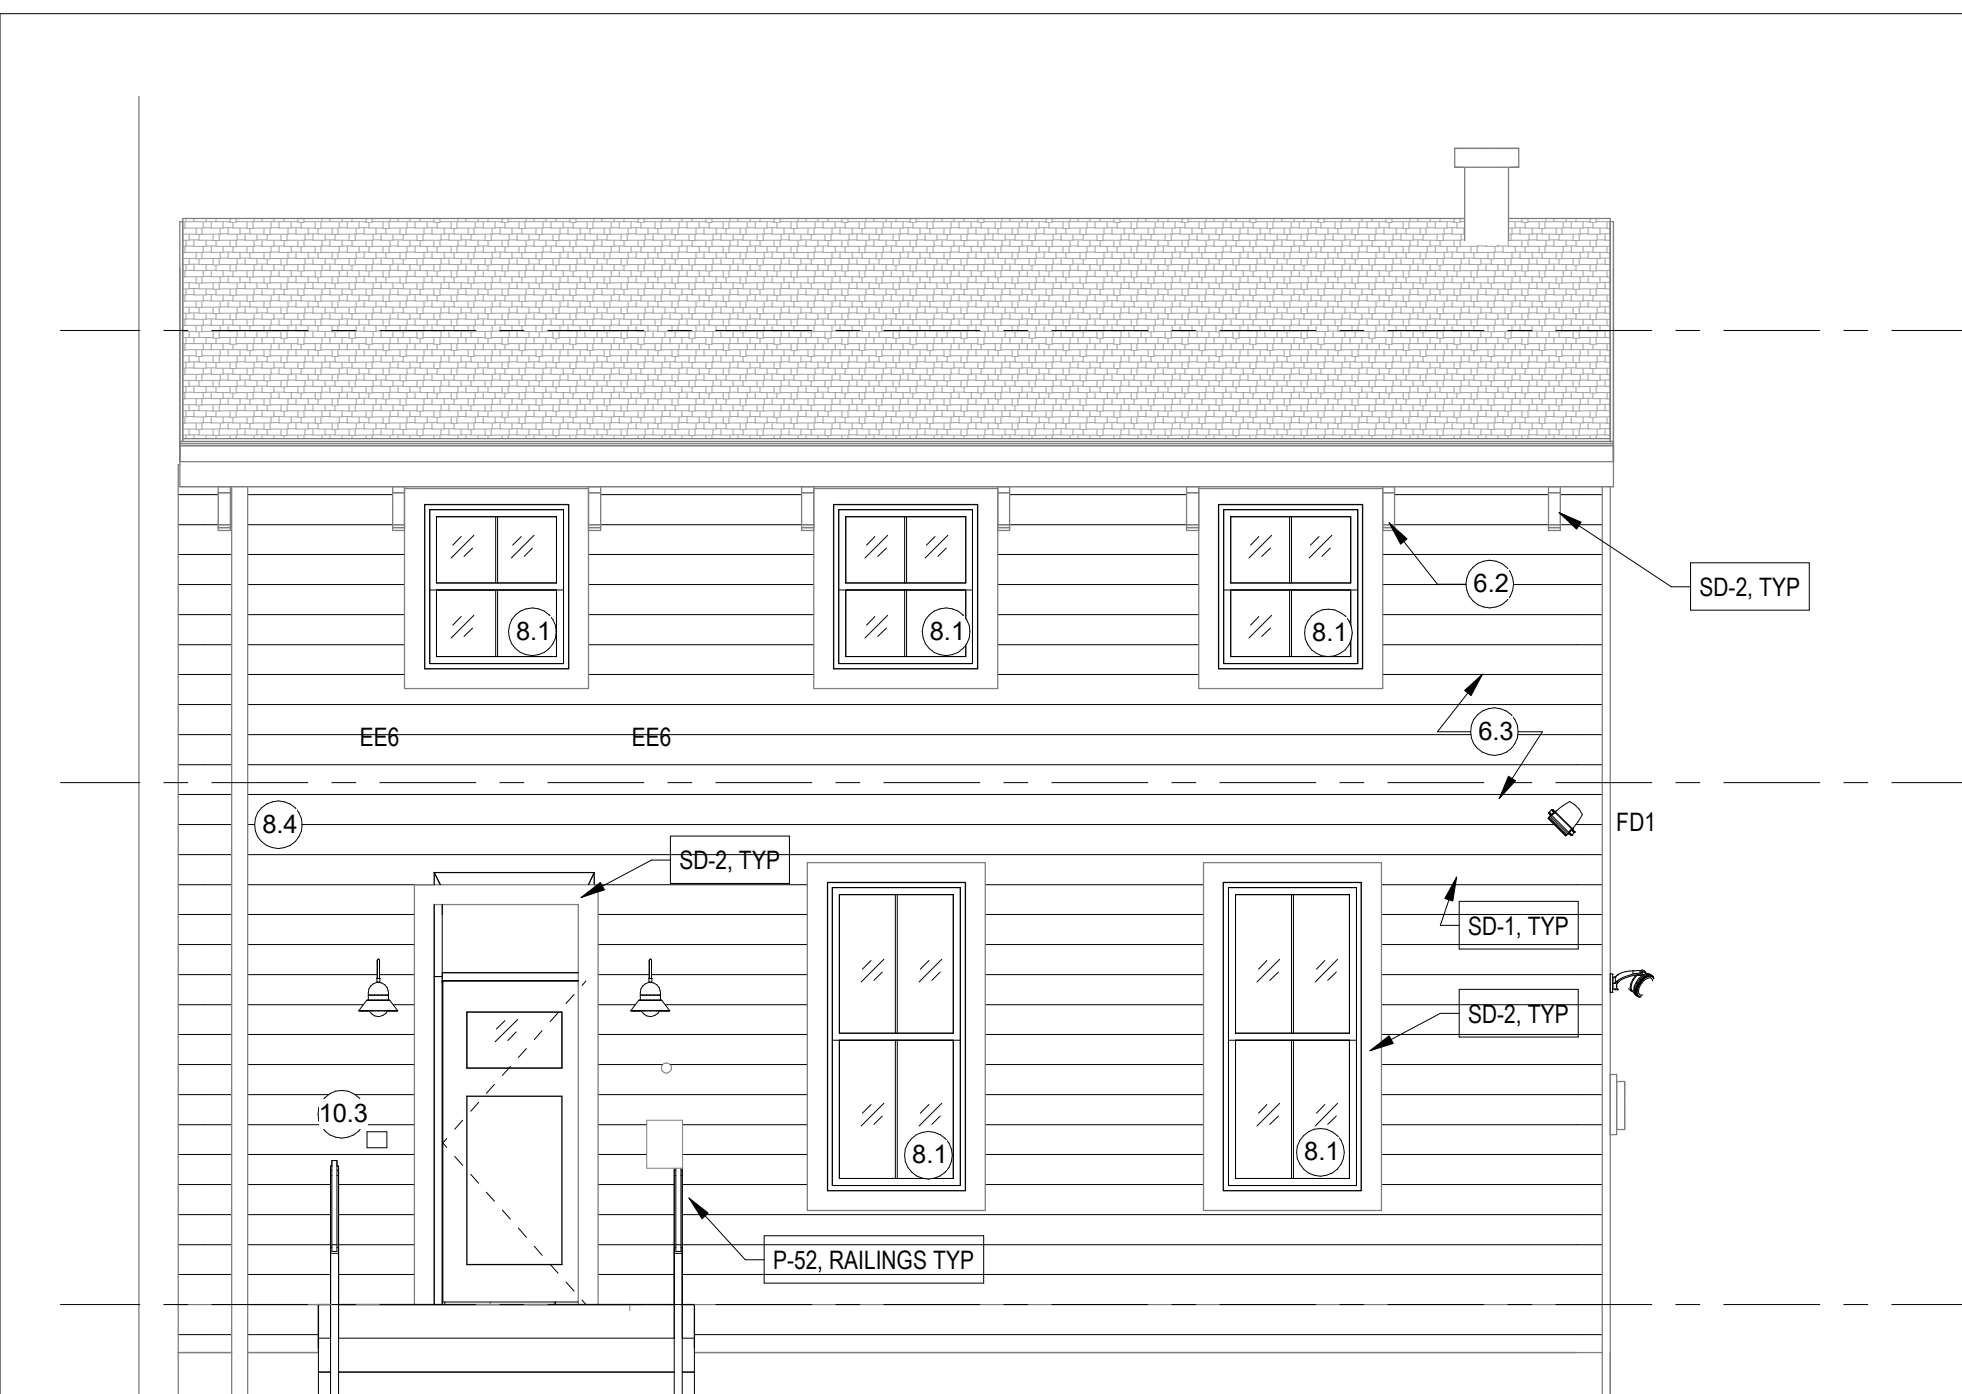 6.2
SD-2, TYP
8.1
8.1
8.1
EE6
EE6
6.3
8.4
FD1
SD-2, TYP
SD-1, TYP
SD-2, TYP
10.3
8.1
8.1
P-52, RAILINGS TYP